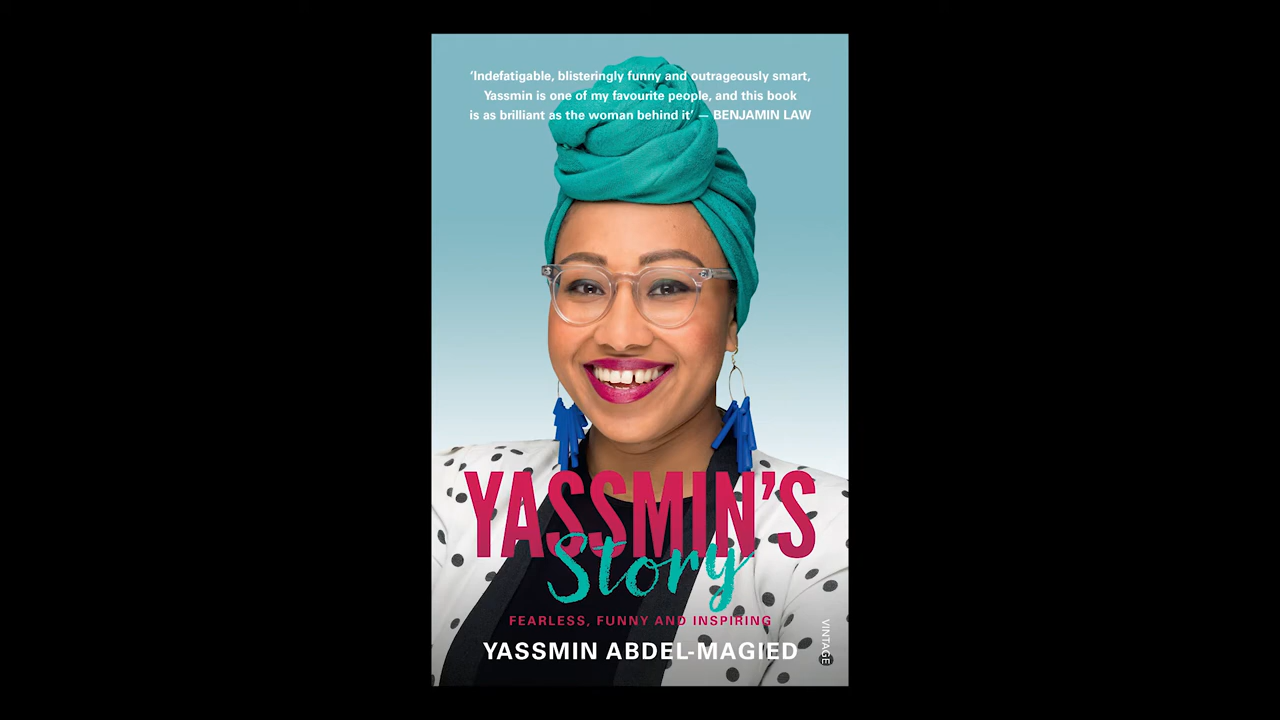 ‘Indefatigable, blisteringly funny and outrageously smart,
Yassmin is one of my favourite people, and this book
is as brilliant as the woman behind it’ — BENJAMIN LAW
YASSMIN’S
Story
FEARLESS, FUNNY AND INSPIRING
YASSMIN ABDEL-MAGIED
VINTAGE